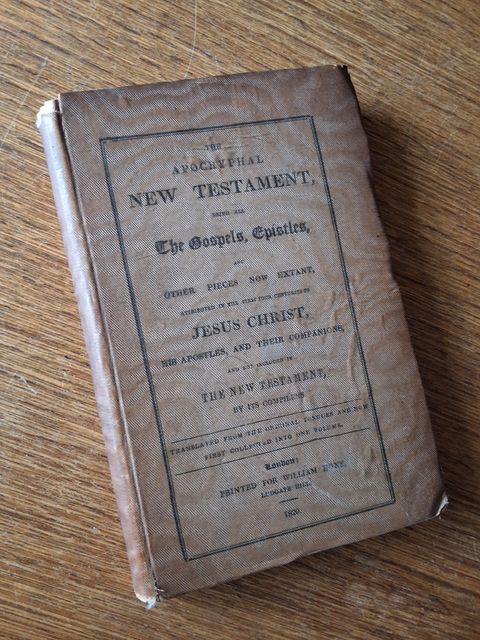 THE
APOCRYPHAL
NEW TESTAMENT,
BEING ALL
The Gospels, Epistles,
AND
OTHER PIECES NOW EXTANT,
ATTRIBUTED IN THE FIRST FOUR CENTURIES TO
JESUS CHRIST,
HIS APOSTLES, AND THEIR COMPANIONS,
AND NOT INCLUDED IN
THE NEW TESTAMENT,
BY ITS COMPILERS
TRANSLATED FROM THE ORIGINAL TONGUES AND NOW
FIRST COLLECTED INTO ONE VOLUME.
London:
PRINTED FOR WILLIAM HONE,
LUDGATE HILL.
1820